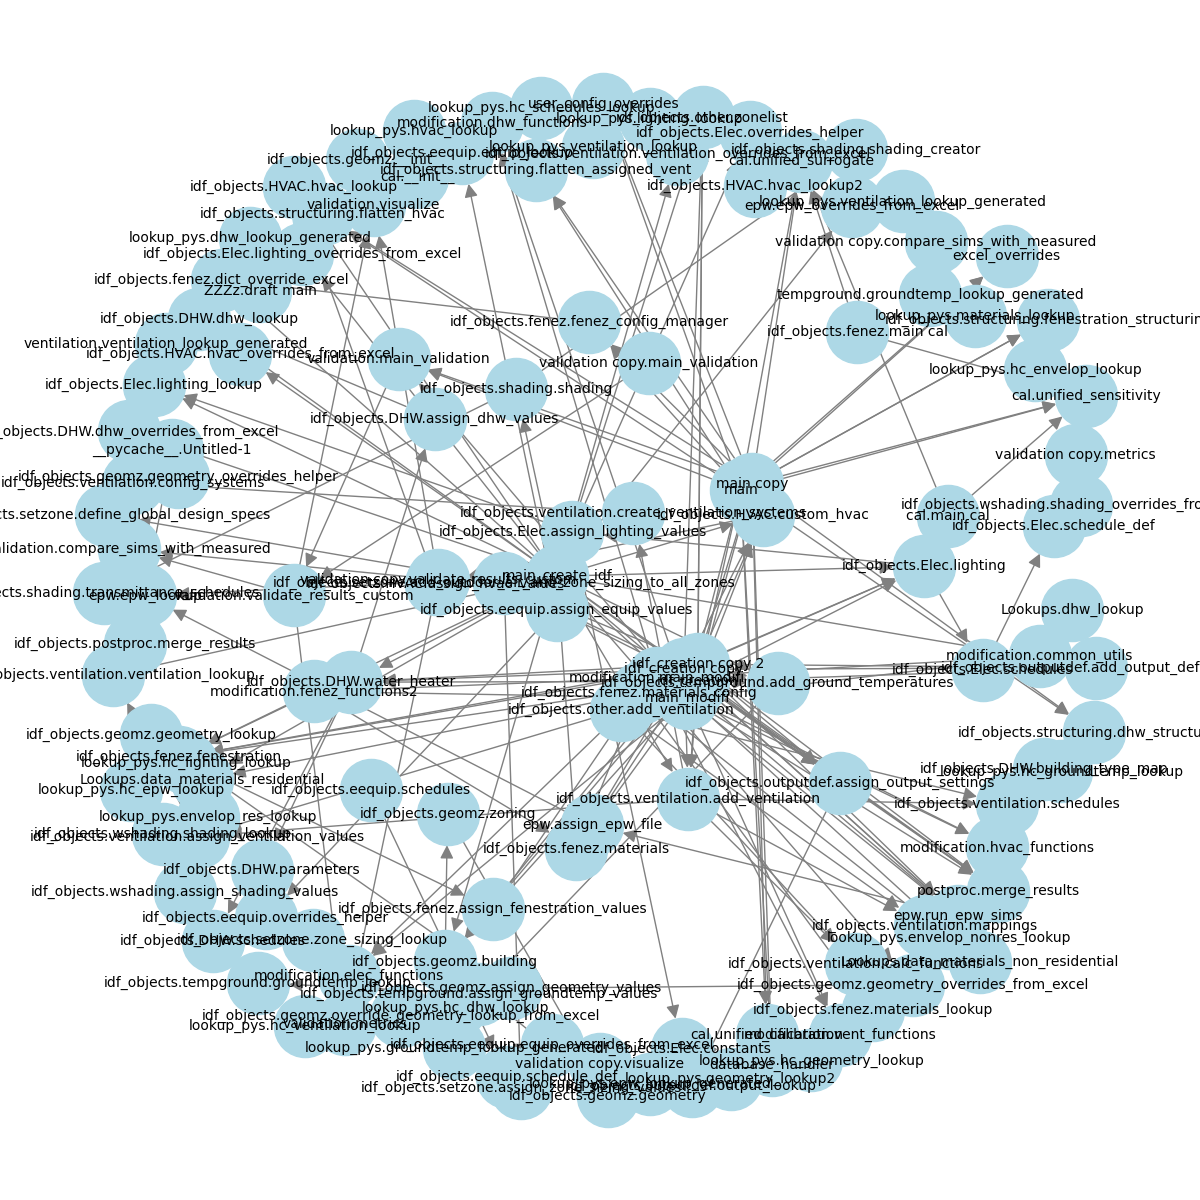 lookup_pys.hc_schedules_lookup
user_config_overrides
modification.dhw_functions
lookup_pys.lighting_lookup
idf_objects.other.zonelist
lookup_pys.hvac_lookup
idf_objects.Elec.overrides_helper
lookup_pys.ventilation_lookup
idf_objects.geomz.__init__
idf_objects.ventilation.ventilation_overrides_from_excel
idf_objects.shading.shading_creator
cal.unified_surrogate
idf_objects.structuring.flatten_assigned_vent
cal.__init__
idf_objects.HVAC.hvac_lookup
idf_objects.HVAC.hvac_lookup2
lookup_pys.ventilation_lookup_generated
validation.visualize
epw.epw_overrides_from_excel
idf_objects.structuring.flatten_hvac
lookup_pys.dhw_lookup_generated
validation copy.compare_sims_with_measured
idf_objects.Elec.lighting_overrides_from_excel
excel_overrides
idf_objects.fenez.dict_override_excel
ZZZz.draft main
tempground.groundtemp_lookup_generated
idf_objects.DHW.dhw_lookup
idf_objects.fenez.fenez_config_manager
lookup_pys.materials_lookup
idf_objects.structuring.fenestration_structurin
idf_objects.fenez.main cal
ventilation.ventilation_lookup_generated
idf_objects.HVAC.hvac_overrides_from_excel
validation.main_validation
validation copy.main_validation
lookup_pys.hc_envelop_lookup
idf_objects.Elec.lighting_lookup
idf_objects.shading.shading
cal.unified_sensitivity
idf_objects.DHW.assign_dhw_values
_objects.DHW.dhw_overrides_from_excel
__pycache__.Untitled-1
validation copy.metrics
idf_objects.geomz.geometry_overrides_helper
idf_objects.ventilation.config_systems
main copy
main
idf_objects.wshading.shading_overrides_fro
cts.setzone.define_global_design_specs
idf_objects.ventilation.create_ventilation_systems
idf_objects.HVAC.custom_hvac
cal.main cal
idf_objects.Elec.schedule_def
idf_objects.Elec.assign_lighting_values
alidation.compare_sims_with_measured
idf_objects.Elec.lighting
main_create_idf
validation copy.validate_results_custom
cts.shading.transmittance_schedules
epw.epw_lookup
validation.validate_results_custom
idf_objects.eequip.assign_equip_values
Lookups.dhw_lookup
idf_objects.postproc.merge_results
modification.common_utils
idf_creation copy 2
idf_creation copy
idf_objects.Elec.schedules
idf_objects.outputdef.add_output_def
objects.ventilation.ventilation_lookup
idf_objects.DHW.water_heater
modification.main_modifi
idf_objects.tempground.add_ground_temperatures
modification.fenez_functions2
idf_objects.fenez.materials_config
main_modifi
idf_objects.other.add_ventilation
idf_objects.geomz.geometry_lookup
idf_objects.structuring.dhw_structu
idf_objects.fenez.fenestration
lookup_pys.hc_lighting_lookup
idf_objects.DHW.building_type_map
lookup_pys.hc_groundtemp_lookup
Lookups.data_materials_residential
idf_objects.outputdef.assign_output_settings
lookup_pys.hc_epw_lookup
idf_objects.eequip.schedules
idf_objects.ventilation.add_ventilation
idf_objects.ventilation.schedules
lookup_pys.envelop_res_lookup
idf_objects.geomz.zoning
epw.assign_epw_file
idf_objects.wshading.shading_lookup
idf_objects.ventilation.assign_ventilation_values
idf_objects.fenez.materials
modification.hvac_functions
idf_objects.DHW.parameters
idf_objects.wshading.assign_shading_values
postproc.merge_results
idf_objects.fenez.assign_fenestration_values
idf_objects.eequip.overrides_helper
epw.run_epw_sims
idf_objects.ventilation.mappings
idf_objects.DHW.schedules
idf_objects.setzone.zone_sizing_lookup
lookup_pys.envelop_nonres_lookup
idf_objects.geomz.building
idf_objects.ventilation.calc_functions
Lookups.data_materials_non_residential
modification.elec_functions
idf_objects.tempground.groundtemp_lookup
idf_objects.geomz.assign_geometry_values
idf_objects.geomz.geometry_overrides_from_excel
idf_objects.tempground.assign_groundtemp_values
lookup_pys.hc_dhw_lookup
idf_objects.fenez.materials_lookup
idf_objects.geomz.override_geometry_lookup_from_excel
lookup_pys.hc_ventilation_lookup
validation.metrics
cal.unified_calibration
modification.vent_functions
idf_objects.eequip.equip_overrides_from_excel
lookup_pys.groundtemp_lookup_generated
idf_objects.Elec.constants
validation copy.visualize
database_handler
lookup_pys.hc_geometry_lookup
idf_objects.eequip.schedule_def
lookup_pys.geometry_lookup2
idf_objects.setzone.assign_zone_sizing_values
idf_objects.geomz.geometry